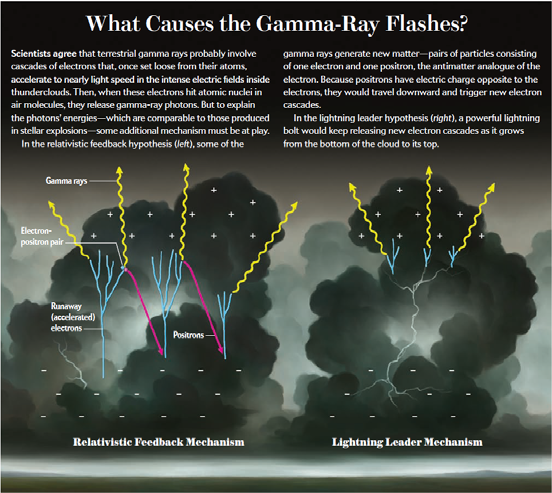 What Causes the Gamma-Ray Flashes?
Scientists agree that terrestrial gamma rays probably involve
cascades of electrons that, once set loose from their atoms,
accelerate to nearly light speed in the intense electric fields inside
thunderclouds. Then, when these electrons hit atomic nuclei in
air molecules, they release gamma-ray photons. But to explain
the photons' energies—which are comparable to those produced
in stellar explosions—some additional mechanism must be at play.
In the relativistic feedback hypothesis (left), some of the
gamma rays generate new matter—pairs of particles consisting
of one electron and one positron, the antimatter analogue of the
electron. Because positrons have electric charge opposite to the
electrons, they would travel downward and trigger new electron
cascades.
In the lightning leader hypothesis (right), a powerful lightning
bolt would keep releasing new electron cascades as it grows
from the bottom of the cloud to its top.
Gamma rays
Electron-
positron pair
Runaway
(accelerated)
electrons
Positrons
Relativistic Feedback Mechanism
Lightning Leader Mechanism